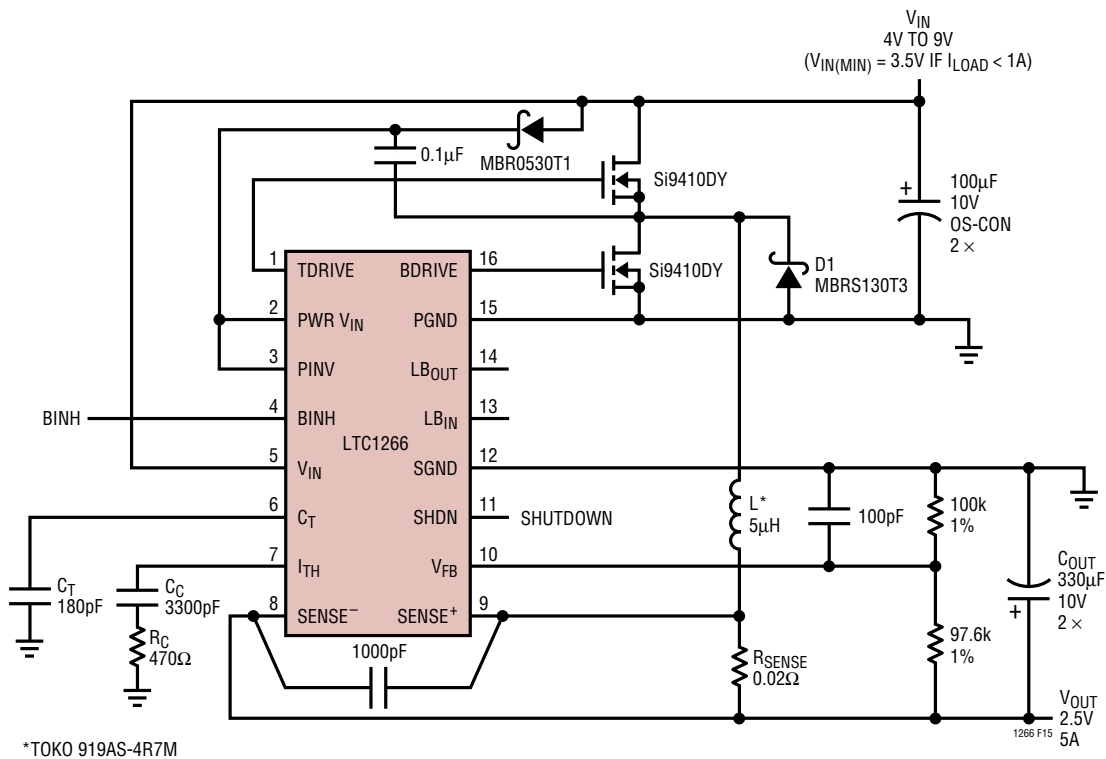 V_IN
4V TO 9V
(V_IN(MIN) = 3.5V IF I_LOAD < 1A)
0.1µF
MBR0530T1
Si9410DY
+
100µF
10V
OS-CON
2 ×
Si9410DY
D1
MBRS130T3
1
TDRIVE
BDRIVE
16
2
PWR V_IN
PGND
15
3
PINV
LB_OUT
14
BINH
4
BINH
LB_IN
13
LTC1266
5
V_IN
SGND
12
6
C_T
SHDN
11
SHUTDOWN
7
I_TH
V_FB
10
8
SENSE⁻
SENSE⁺
9
L*
5µH
100pF
100k
1%
C_OUT
330µF
10V
2 ×
+
C_T
180pF
C_C
3300pF
R_C
470Ω
1000pF
R_SENSE
0.02Ω
97.6k
1%
V_OUT
2.5V
5A
1266 F15
*TOKO 919AS-4R7M